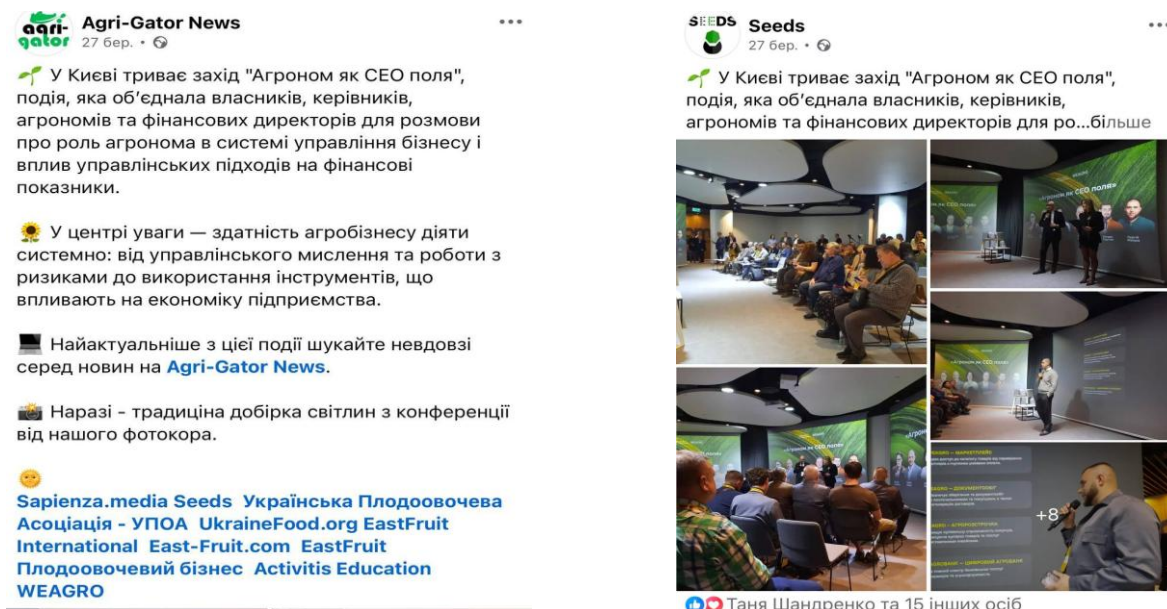 agri-gator
Agri-Gator News
27 бер.
🌱 У Києві триває захід "Агроном як СЕО поля",
подія, яка об’єднала власників, керівників,
агрономів та фінансових директорів для розмови
про роль агронома в системі управління бізнесу і
вплив управлінських підходів на фінансові
показники.
🌻 У центрі уваги — здатність агробізнесу діяти
системно: від управлінського мислення та роботи з
ризиками до використання інструментів, що
впливають на економіку підприємства.
💻 Найактуальніше з цієї події шукайте невдовзі
серед новин на Agri-Gator News.
📸 Наразі - традиціна добірка світлин з конференції
від нашого фотокора.
Sapienza.media Seeds Українська Плодоовочева
Асоціація - УПОА UkraineFood.org EastFruit
International East-Fruit.com EastFruit
Плодоовочевий бізнес Activitis Education
WEAGRO
SEEDS
Seeds
27 бер.
🌱 У Києві триває захід "Агроном як СЕО поля",
подія, яка об’єднала власників, керівників,
агрономів та фінансових директорів для ро...більше
«Агроном як СЕО поля»
+8
Таня Шандренко та 15 інших осіб